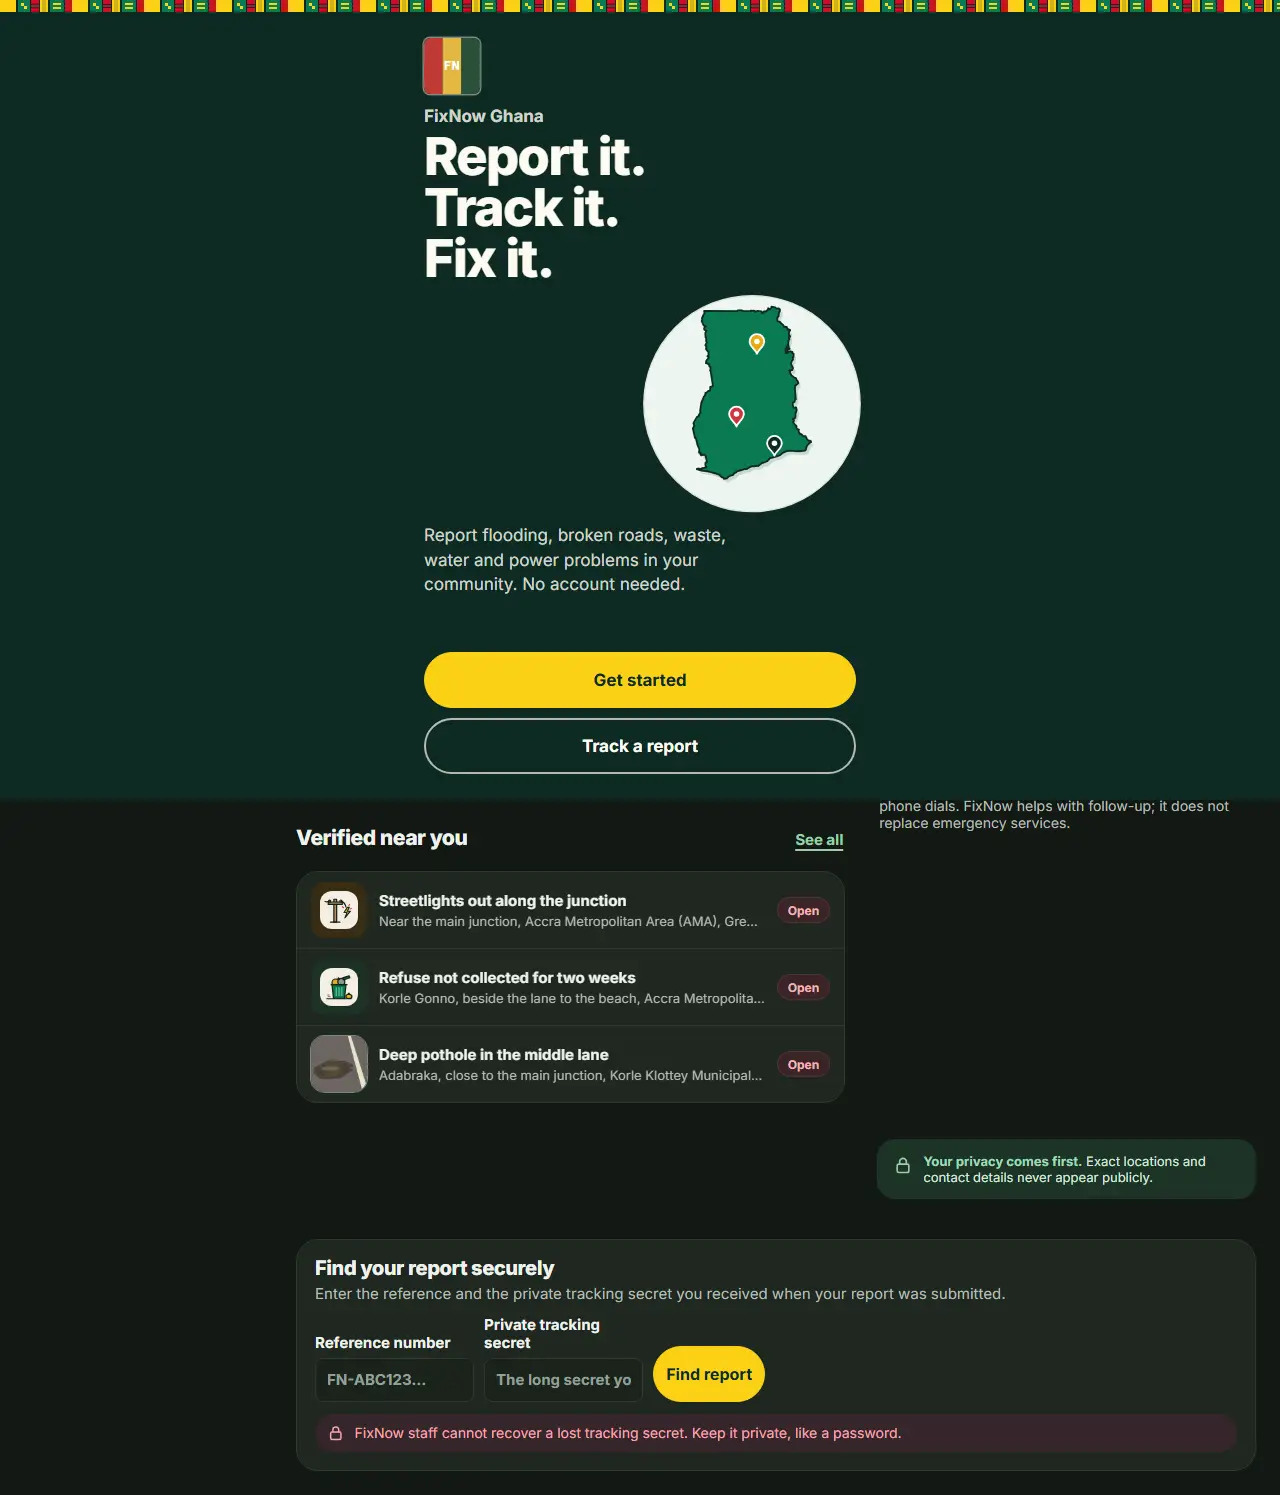 FN
FixNow Ghana
Report it.
Track it.
Fix it.
Report flooding, broken roads, waste,
water and power problems in your
community. No account needed.
Get started
Track a report
phone dials. FixNow helps with follow-up; it does not
replace emergency services.
Verified near you
See all
Streetlights out along the junction
Near the main junction, Accra Metropolitan Area (AMA), Gre...
Open
Refuse not collected for two weeks
Korle Gonno, beside the lane to the beach, Accra Metropolita...
Open
Deep pothole in the middle lane
Adabraka, close to the main junction, Korle Klottey Municipal...
Open
Your privacy comes first. Exact locations and
contact details never appear publicly.
Find your report securely
Enter the reference and the private tracking secret you received when your report was submitted.
Reference number
FN-ABC123...
Private tracking
secret
The long secret yo
Find report
FixNow staff cannot recover a lost tracking secret. Keep it private, like a password.